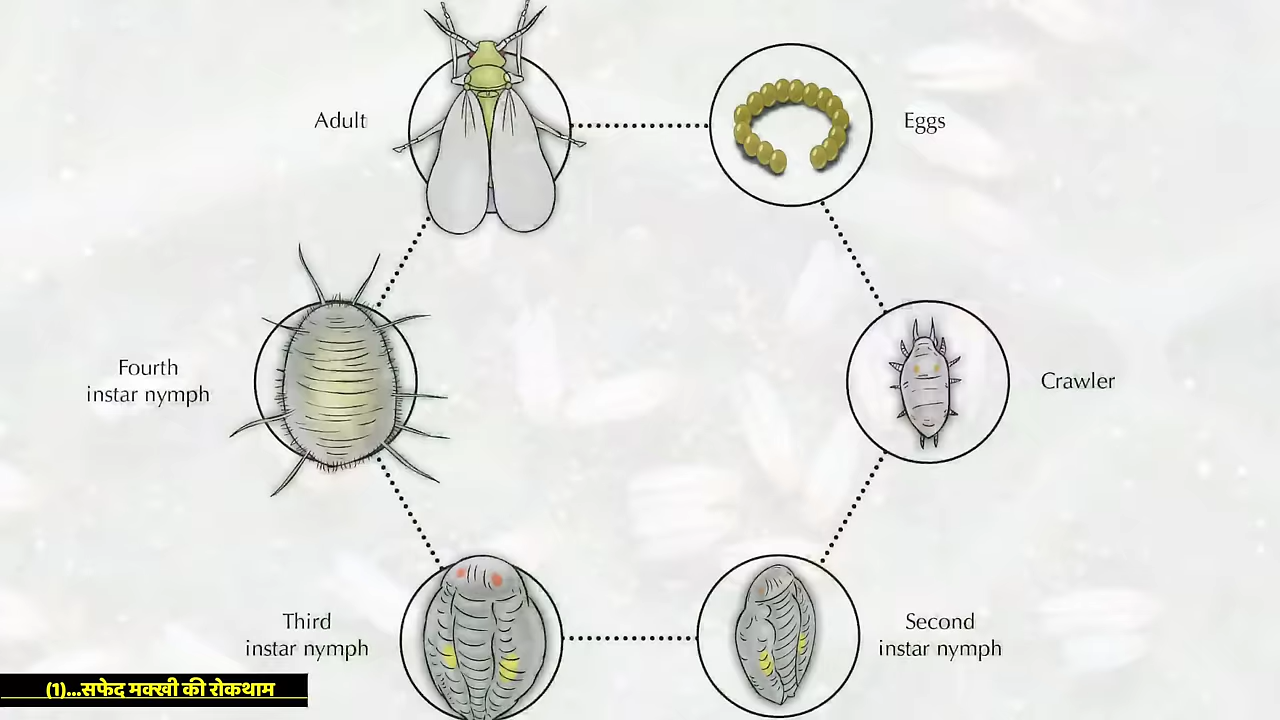 Adult
Eggs
Fourth
instar nymph
Crawler
Third
instar nymph
Second
instar nymph
(1)...सफेद मक्खी की रोकथाम